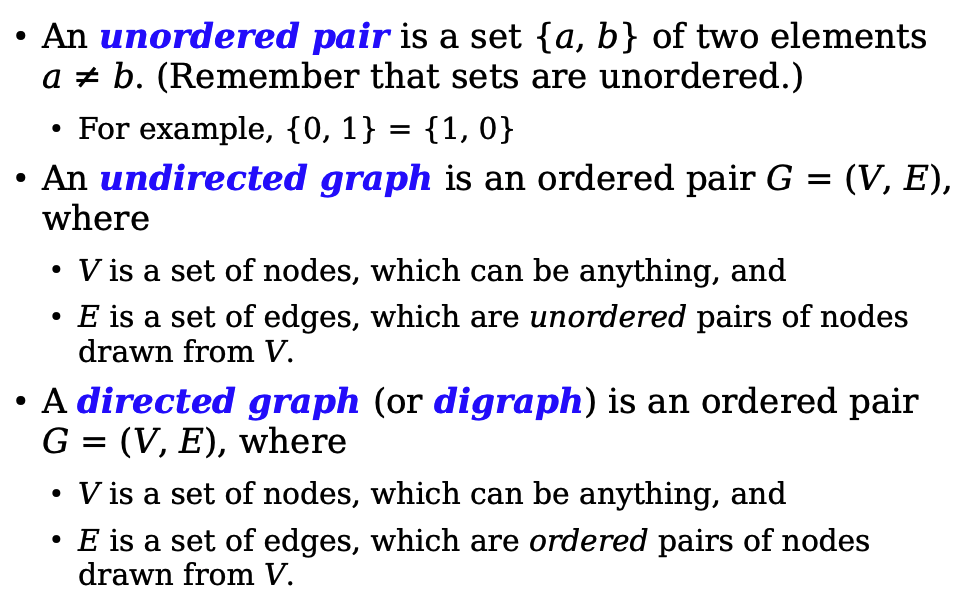 • An unordered pair is a set {a, b} of two elements
a ≠ b. (Remember that sets are unordered.)
• For example, {0, 1} = {1, 0}
• An undirected graph is an ordered pair G = (V, E),
where
• V is a set of nodes, which can be anything, and
• E is a set of edges, which are unordered pairs of nodes
drawn from V.
• A directed graph (or digraph) is an ordered pair
G = (V, E), where
• V is a set of nodes, which can be anything, and
• E is a set of edges, which are ordered pairs of nodes
drawn from V.